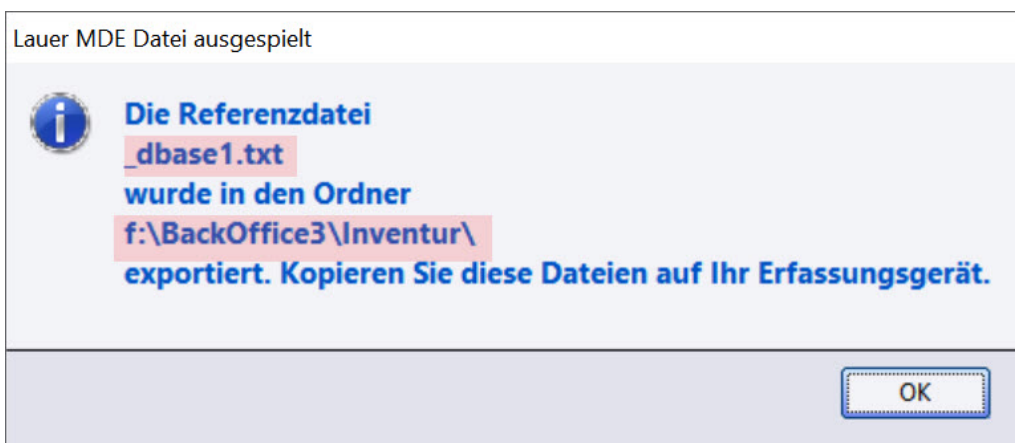 Lauer MDE Datei ausgespielt
Die Referenzdatei
_dbase1.txt
wurde in den Ordner
f:\BackOffice3\Inventur\
exportiert. Kopieren Sie diese Dateien auf Ihr Erfassungsgerät.
OK